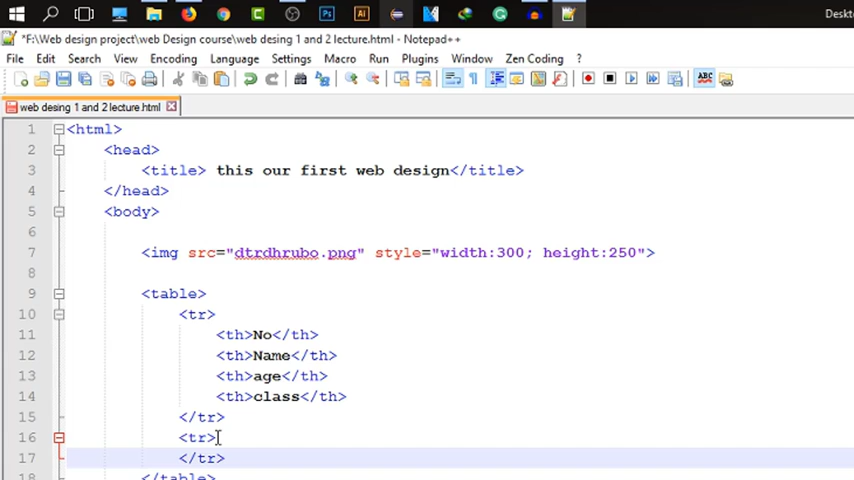 Deskto
*F:\Web design project\web Design course\web desing 1 and 2 lecture.html - Notepad++
File Edit Search View Encoding Language Settings Macro Run Plugins Window Zen Coding ?
web desing 1 and 2 lecture.html
1 <html>
2 <head>
3 <title> this our first web design</title>
4 </head>
5 <body>
6
7 <img src="dtrdhrubo.png" style="width:300; height:250">
8
9 <table>
10 <tr>
11 <th>No</th>
12 <th>Name</th>
13 <th>age</th>
14 <th>class</th>
15 </tr>
16 <tr>
17 </tr>
18 </table>